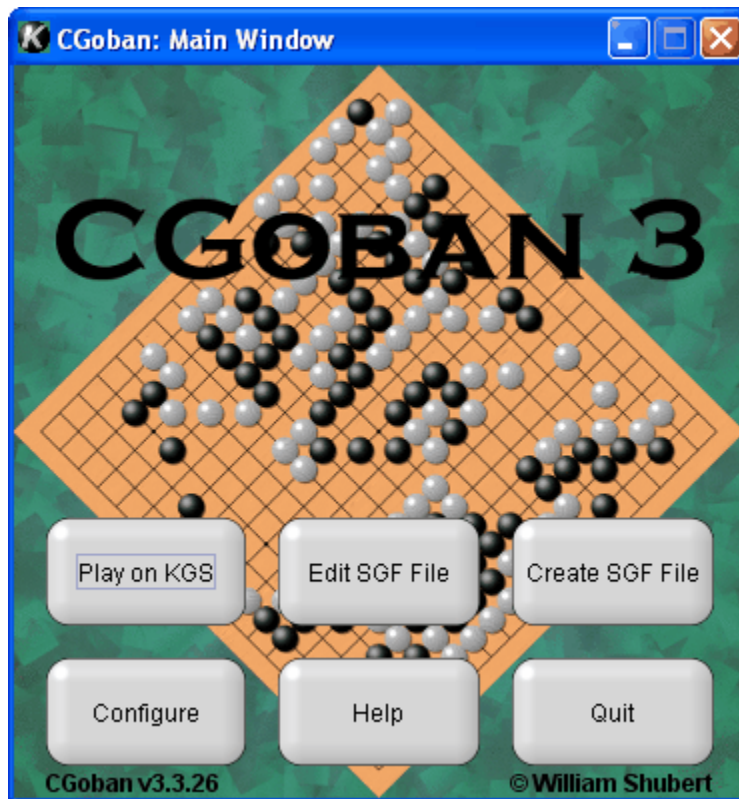 CGoban: Main Window
CGOBAN 3
Play on KGS
Edit SGF File
Create SGF File
Configure
Help
Quit
CGoban v3.3.26
© William Shubert